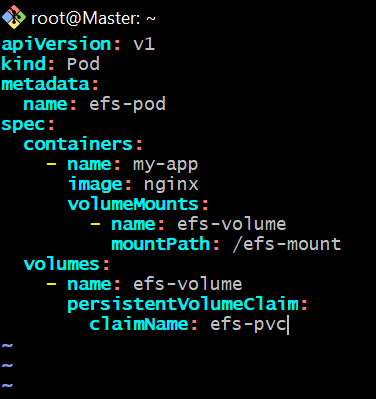 root@Master: ~
apiVersion: v1
kind: Pod
metadata:
  name: efs-pod
spec:
  containers:
    - name: my-app
      image: nginx
      volumeMounts:
        - name: efs-volume
          mountPath: /efs-mount
  volumes:
    - name: efs-volume
      persistentVolumeClaim:
        claimName: efs-pvc
~
~
~